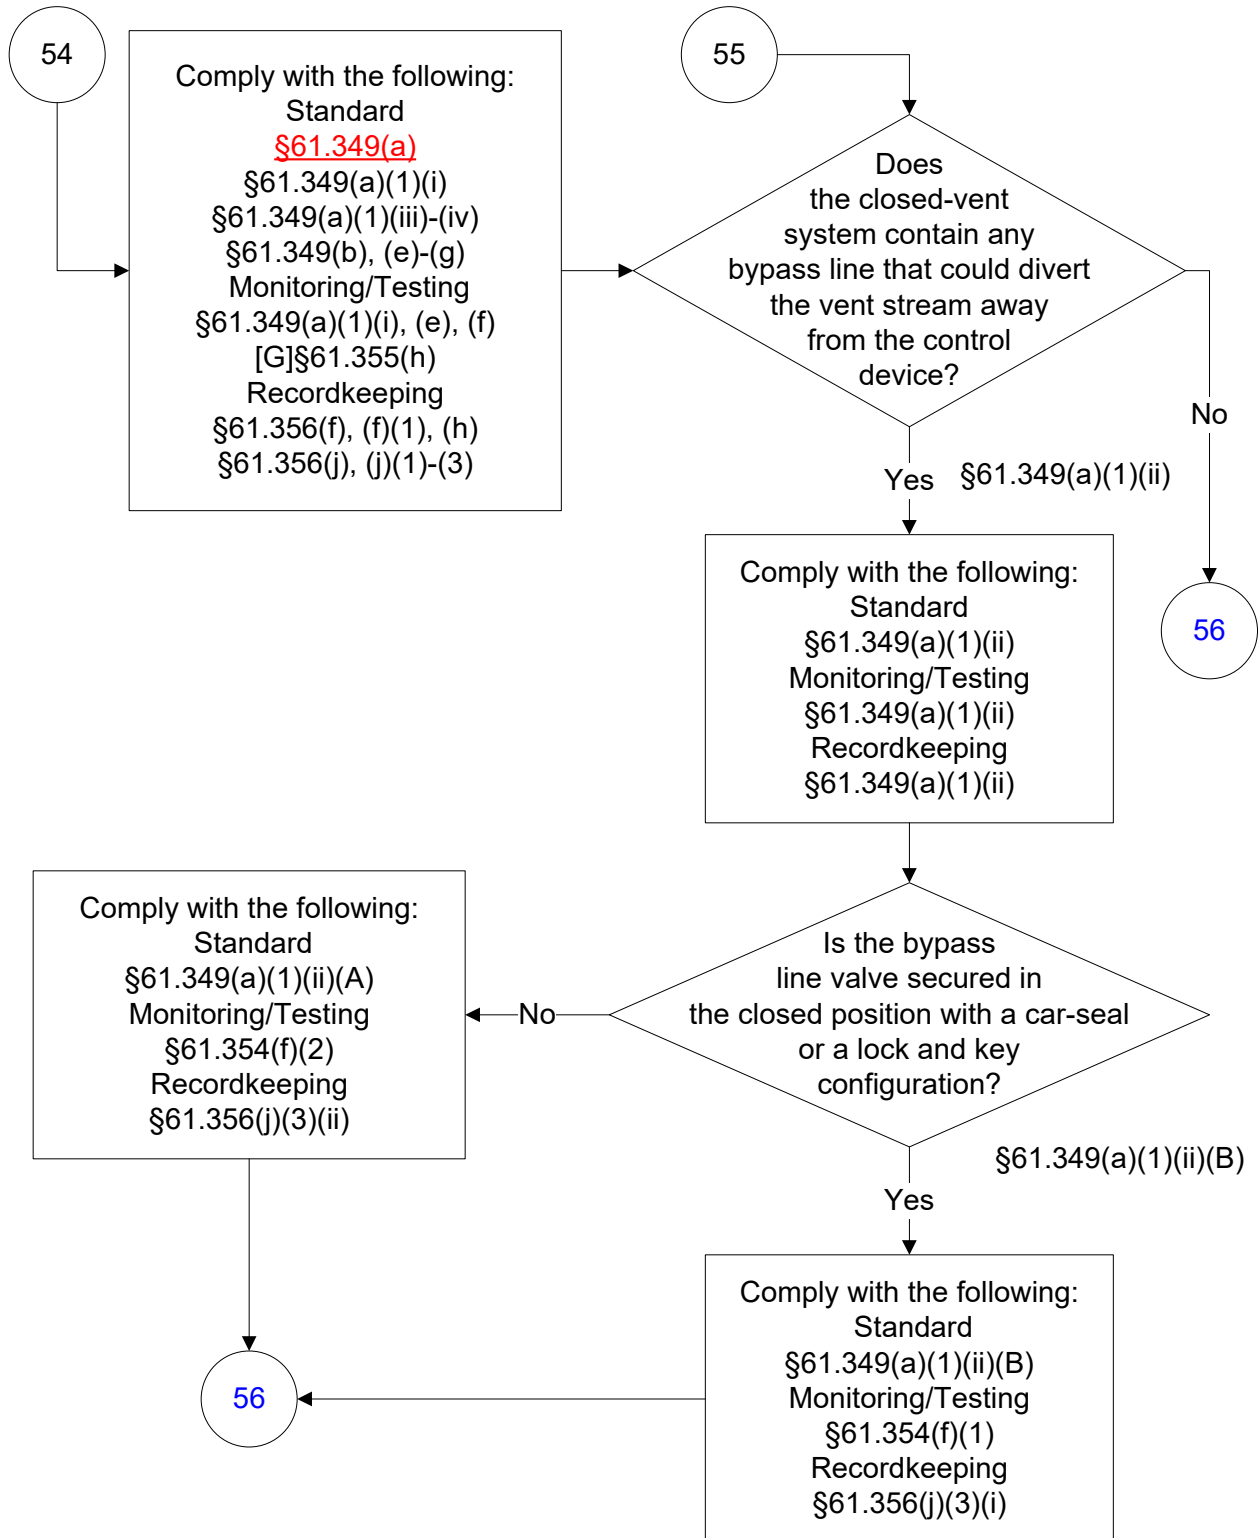 54
Comply with the following:
Standard
§61.349(a)
§61.349(a)(1)(i)
§61.349(a)(1)(iii)-(iv)
§61.349(b), (e)-(g)
Monitoring/Testing
§61.349(a)(1)(i), (e), (f)
[G]§61.355(h)
Recordkeeping
§61.356(f), (f)(1), (h)
§61.356(j), (j)(1)-(3)
55
Does
the closed-vent
system contain any
bypass line that could divert
the vent stream away
from the control
device?
No
56
Yes
§61.349(a)(1)(ii)
Comply with the following:
Standard
§61.349(a)(1)(ii)
Monitoring/Testing
§61.349(a)(1)(ii)
Recordkeeping
§61.349(a)(1)(ii)
Is the bypass
line valve secured in
the closed position with a car-seal
or a lock and key
configuration?
No
Comply with the following:
Standard
§61.349(a)(1)(ii)(A)
Monitoring/Testing
§61.354(f)(2)
Recordkeeping
§61.356(j)(3)(ii)
§61.349(a)(1)(ii)(B)
Yes
Comply with the following:
Standard
§61.349(a)(1)(ii)(B)
Monitoring/Testing
§61.354(f)(1)
Recordkeeping
§61.356(j)(3)(i)
56